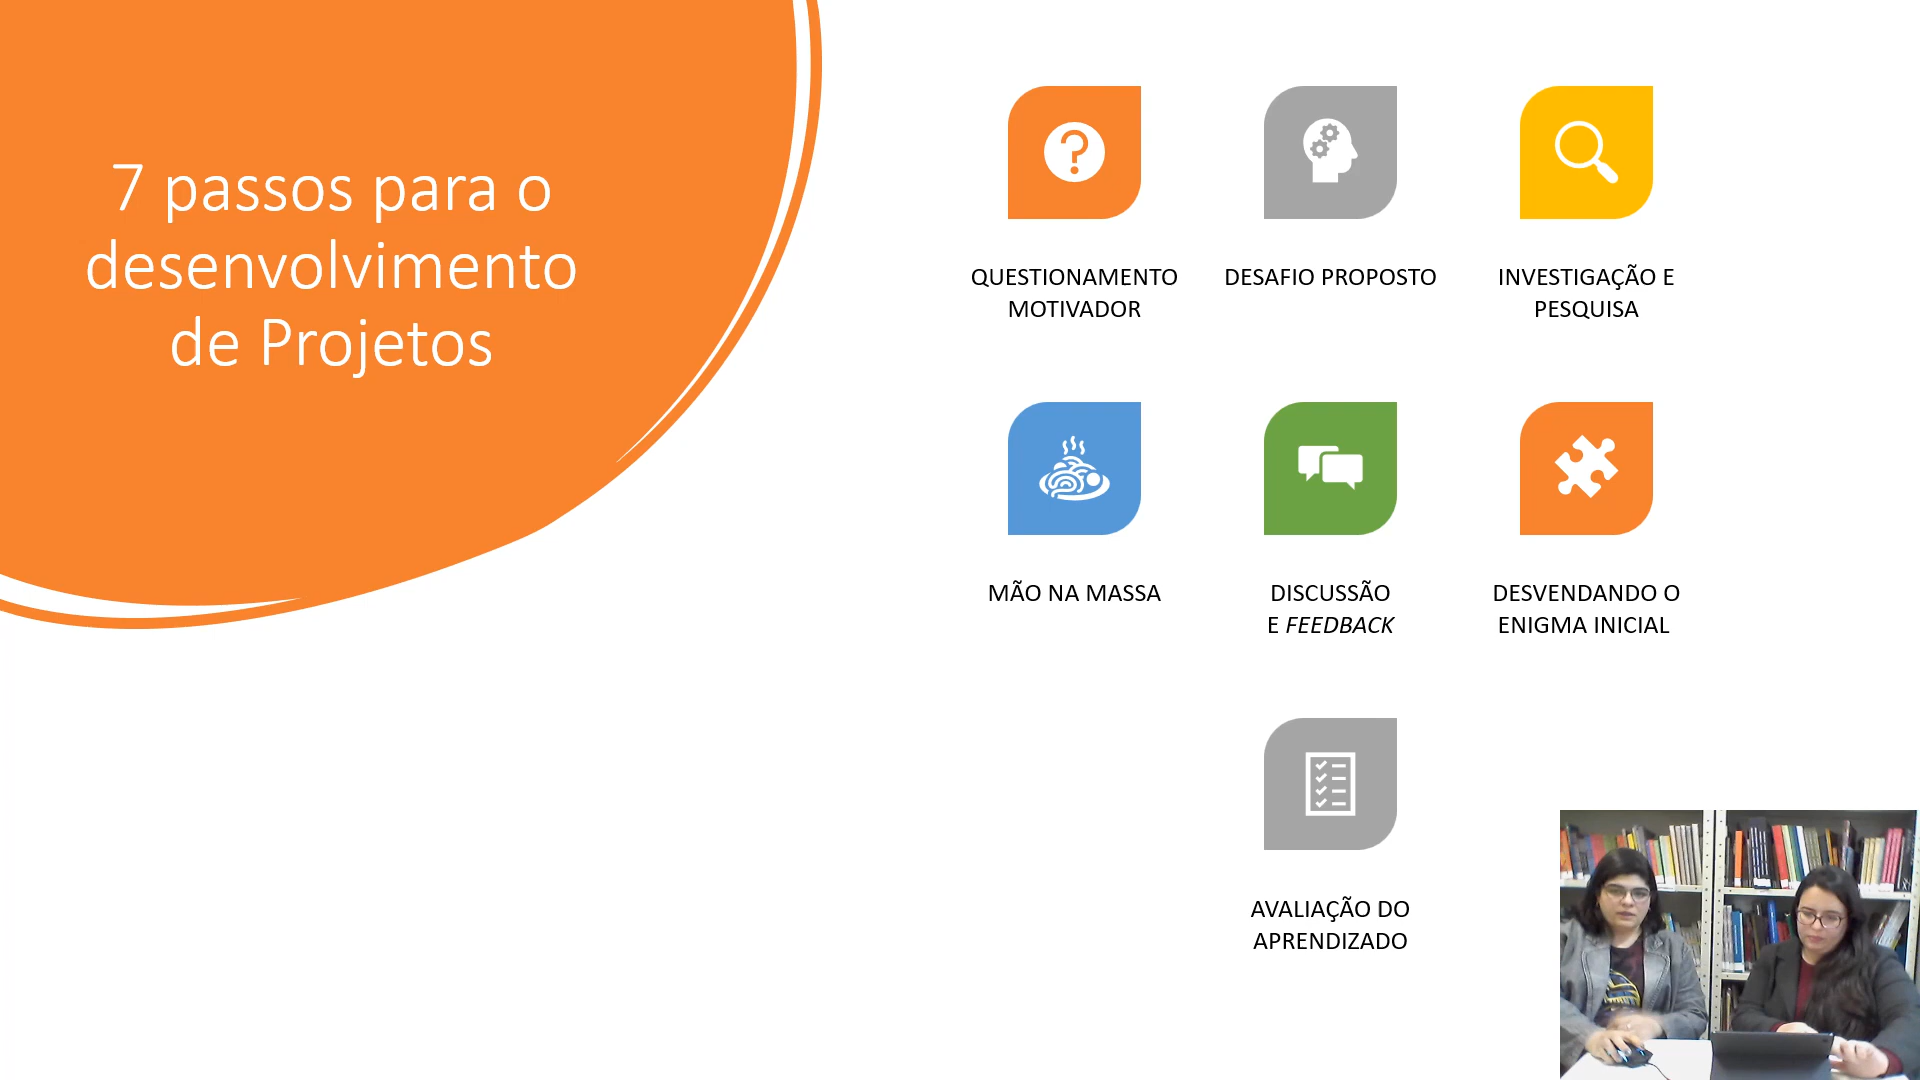 7 passos para o
desenvolvimento
de Projetos
QUESTIONAMENTO
MOTIVADOR
DESAFIO PROPOSTO
INVESTIGAÇÃO E
PESQUISA
MÃO NA MASSA
DISCUSSÃO
E FEEDBACK
DESVENDANDO O
ENIGMA INICIAL
AVALIAÇÃO DO
APRENDIZADO